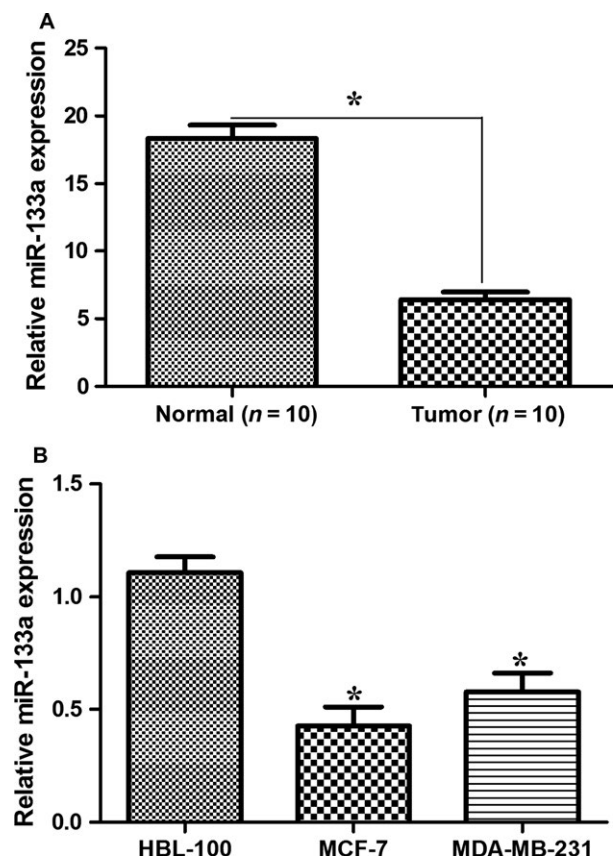 A
Relative miR-133a expression
25
20
15
10
5
0
*
Normal (n = 10)
Tumor (n = 10)
B
Relative miR-133a expression
1.5
1.0
0.5
0.0
*
*
HBL-100
MCF-7
MDA-MB-231